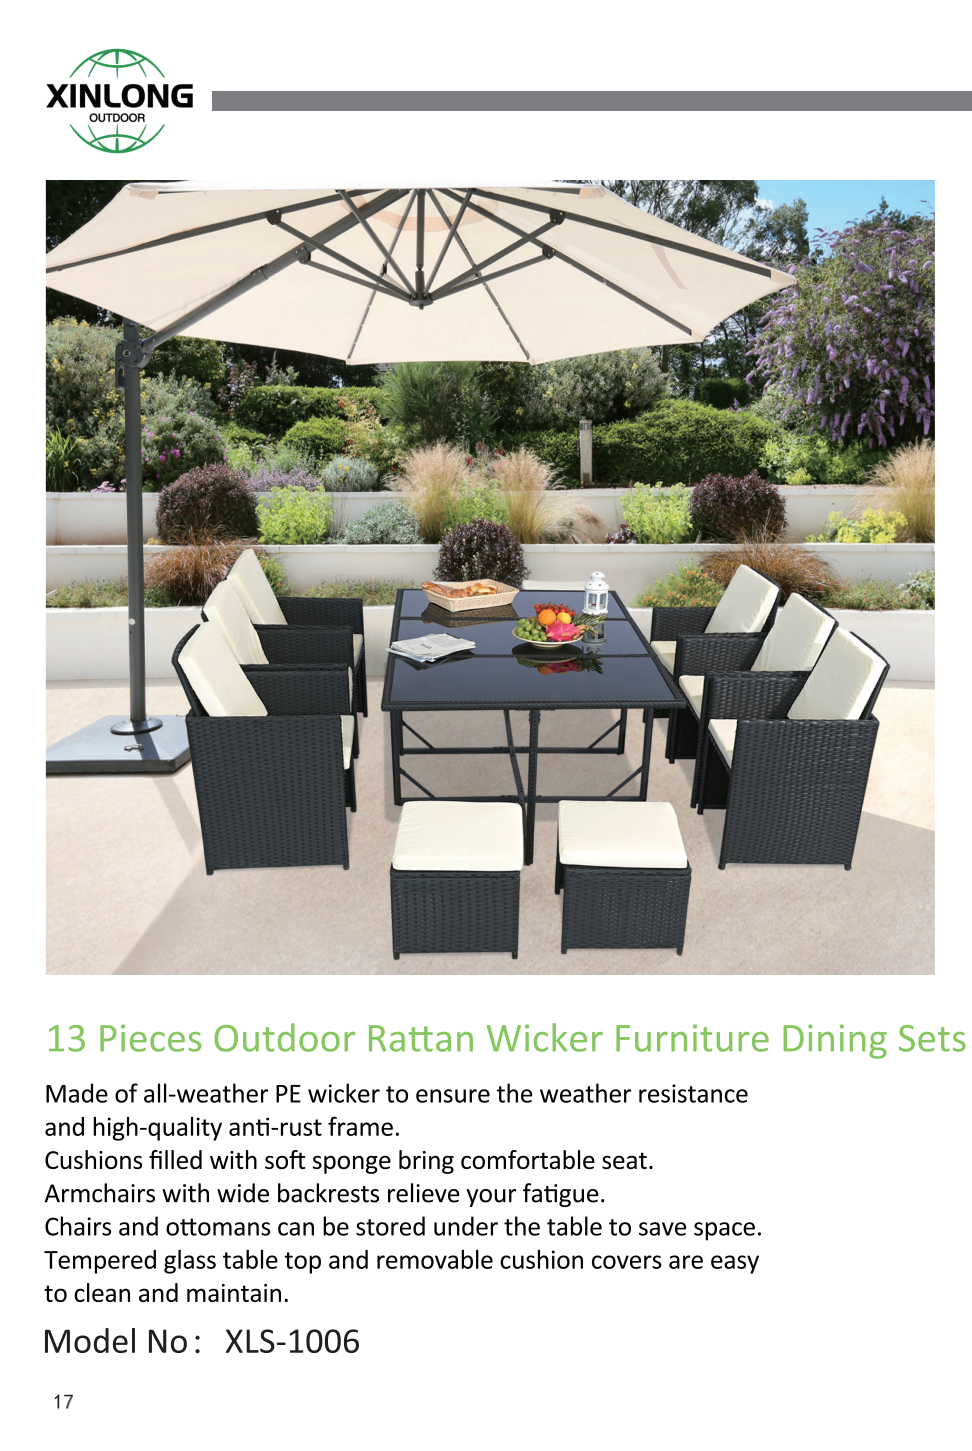 XINLONG
OUTDOOR
13 Pieces Outdoor Rattan Wicker Furniture Dining Sets
Made of all-weather PE wicker to ensure the weather resistance
and high-quality anti-rust frame.
Cushions filled with soft sponge bring comfortable seat.
Armchairs with wide backrests relieve your fatigue.
Chairs and ottomans can be stored under the table to save space.
Tempered glass table top and removable cushion covers are easy
to clean and maintain.
Model No： XLS-1006
17